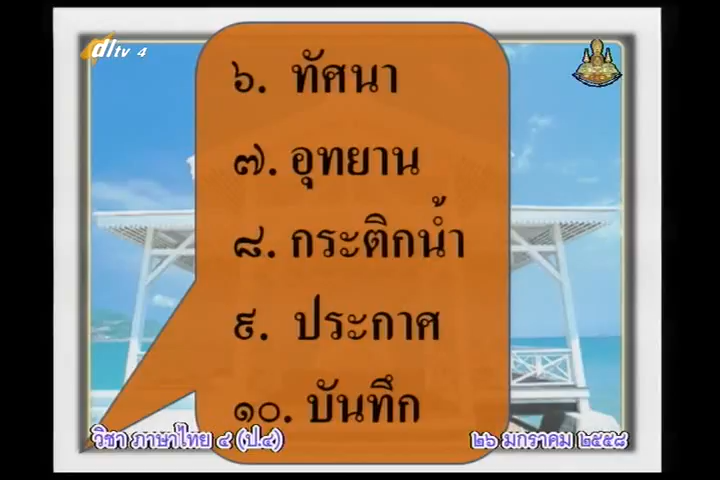 dltv 4
๖. ทัศนา
๗. อุทยาน
๘. กระติกน้ำ
๙. ประกาศ
๑๐. บันทึก
วิชา ภาษาไทย ๔ (ป.๔)
๒๖ มกราคม ๒๕๕๘